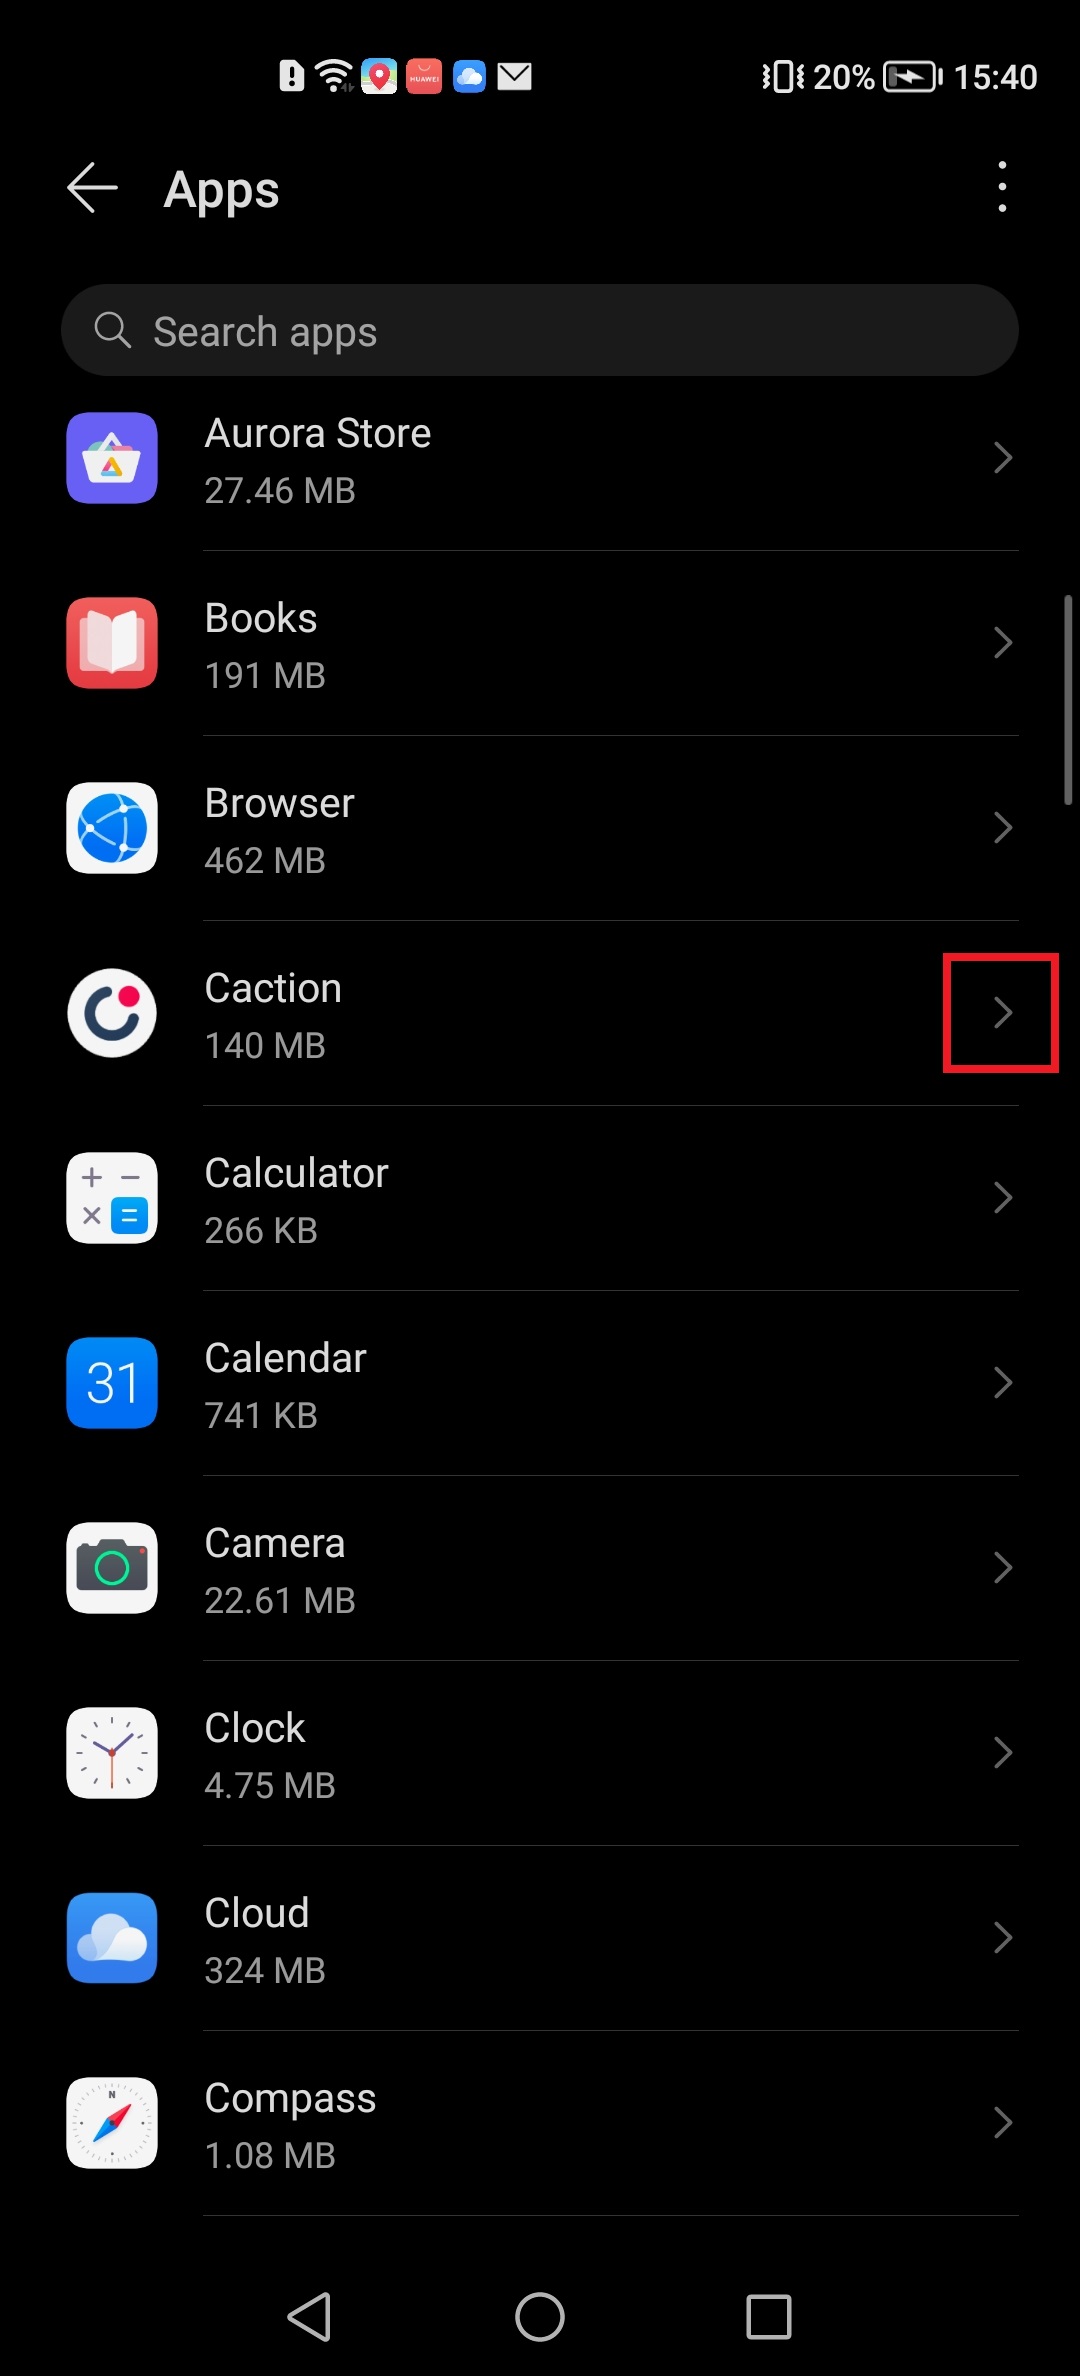 HUAWEI
20%
15:40
Apps
Search apps
Aurora Store
27.46 MB
Books
191 MB
Browser
462 MB
Caction
140 MB
Calculator
266 KB
31
Calendar
741 KB
Camera
22.61 MB
Clock
4.75 MB
Cloud
324 MB
N
Compass
1.08 MB